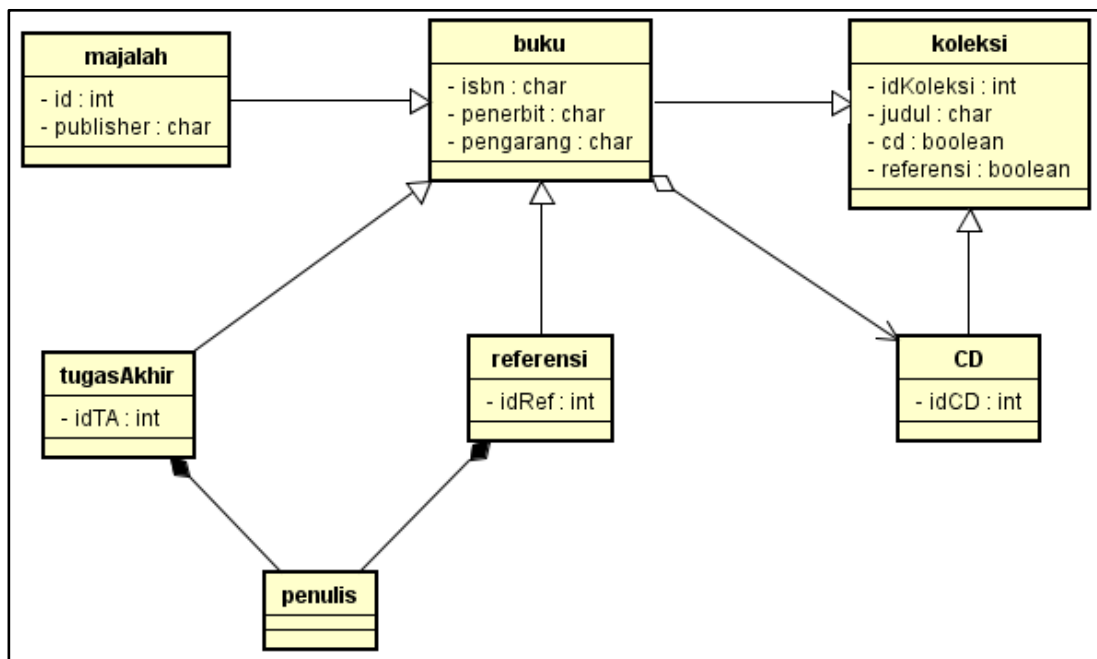 majalah
- id : int
- publisher : char
buku
- isbn : char
- penerbit : char
- pengarang : char
koleksi
- idKoleksi : int
- judul : char
- cd : boolean
- referensi : boolean
tugasAkhir
- idTA : int
referensi
- idRef : int
CD
- idCD : int
penulis